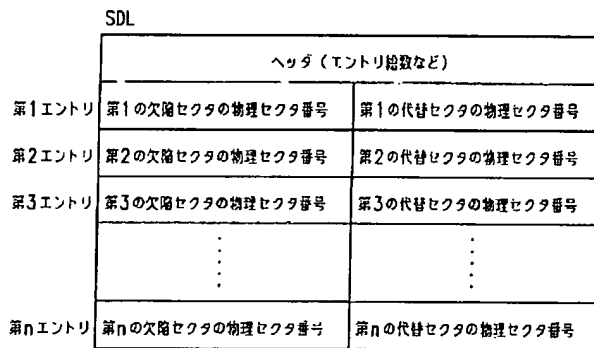 SDL
ヘッダ (エントリ総数など)
第1エントリ 第1の欠陥セクタの物理セクタ番号 第1の代替セクタの物理セクタ番号
第2エントリ 第2の欠陥セクタの物理セクタ番号 第2の代替セクタの物理セクタ番号
第3エントリ 第3の欠陥セクタの物理セクタ番号 第3の代替セクタの物理セクタ番号
第nエントリ 第nの欠陥セクタの物理セクタ番号 第nの代替セクタの物理セクタ番号